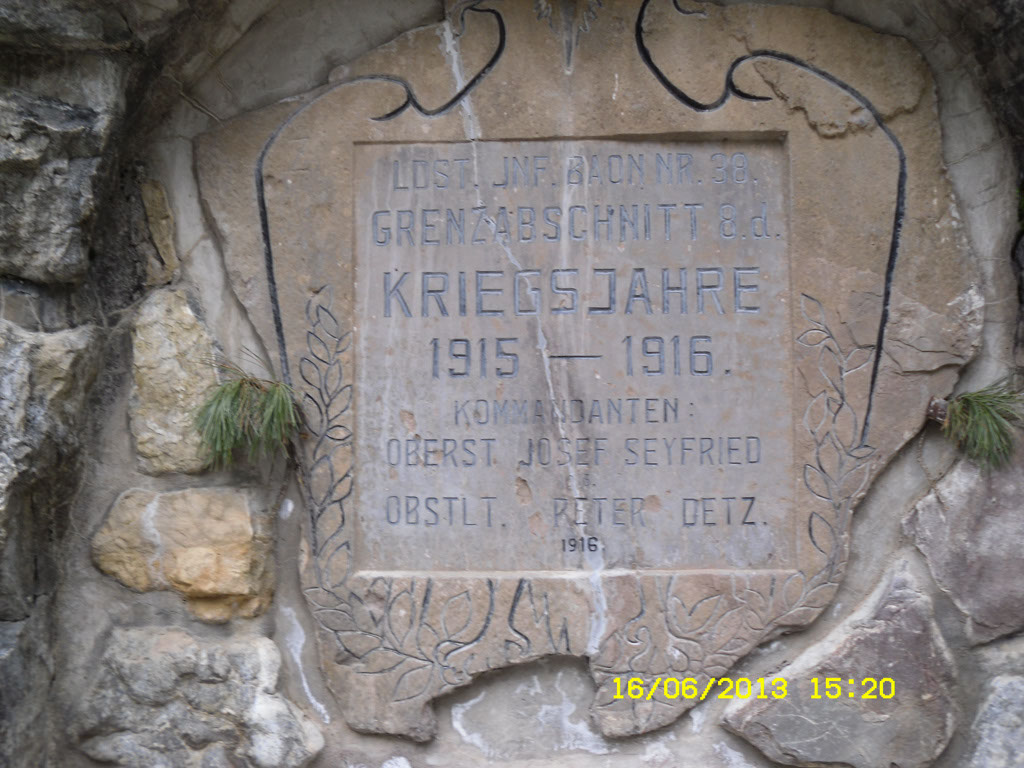 LDST. JNF. BAON. NR. 39.
GRENZABSCHNITT 8.d.
KRIEGSJAHRE
1915 — 1916.
KOMMANDANTEN:
OBERST JOSEF SEYFRIED
OBSTLT. PETER DETZ.
1916.
16/06/2013 15:20